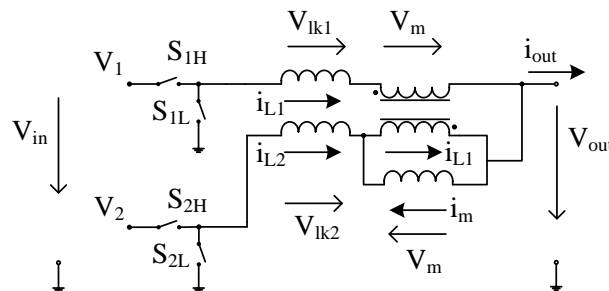 V_lk1
V_m
i_out
V_1
S_1H
S_1L
i_L1
V_in
i_L2
i_L1
V_out
V_2
S_2H
V_lk2
i_m
S_2L
V_m